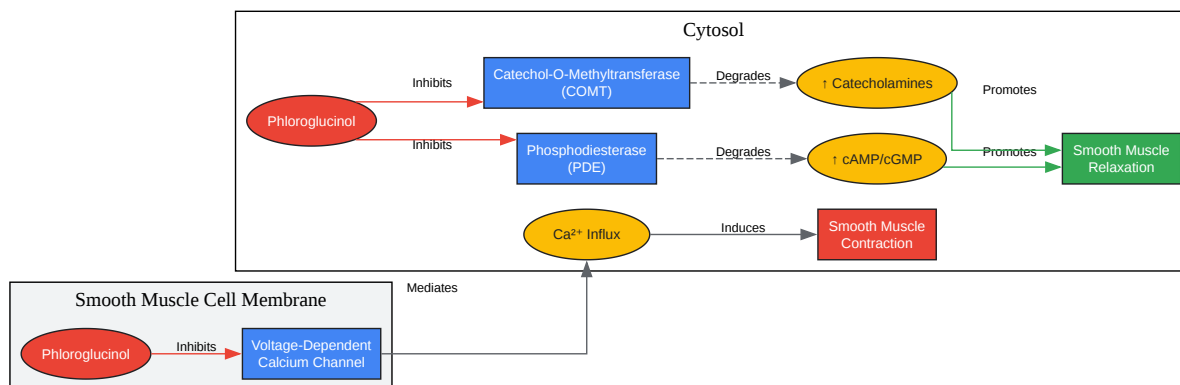 Cytosol
Inhibits
Catechol-O-Methyltransferase
(COMT)
Degrades
↑ Catecholamines
Promotes
Phloroglucinol
Inhibits
Phosphodiesterase
(PDE)
Degrades
↑ cAMP/cGMP
Promotes
Smooth Muscle
Relaxation
Ca²⁺ Influx
Induces
Smooth Muscle
Contraction
Mediates
Smooth Muscle Cell Membrane
Phloroglucinol
Inhibits
Voltage-Dependent
Calcium Channel